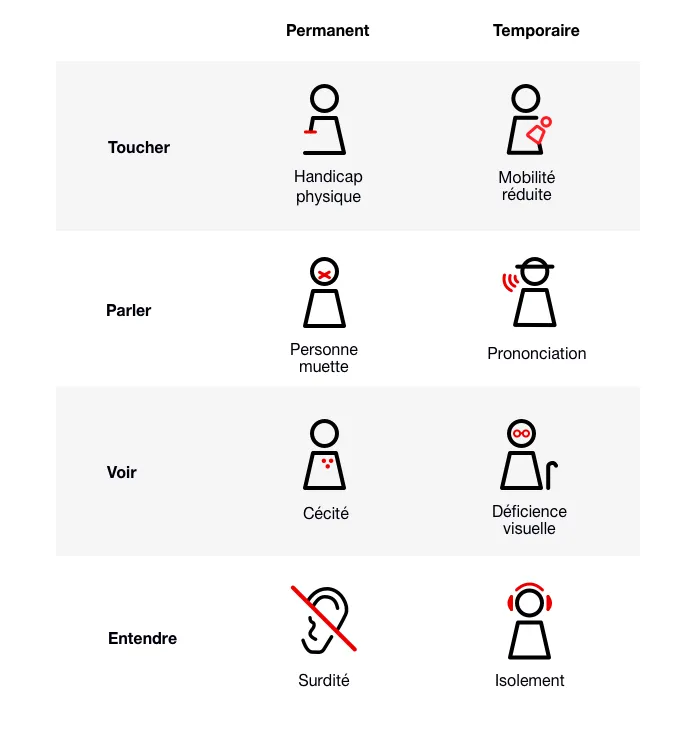 Permanent
Temporaire
Toucher
Handicap
physique
Mobilité
réduite
Parler
Personne
muette
Prononciation
Voir
Cécité
Déficience
visuelle
Entendre
Surdité
Isolement